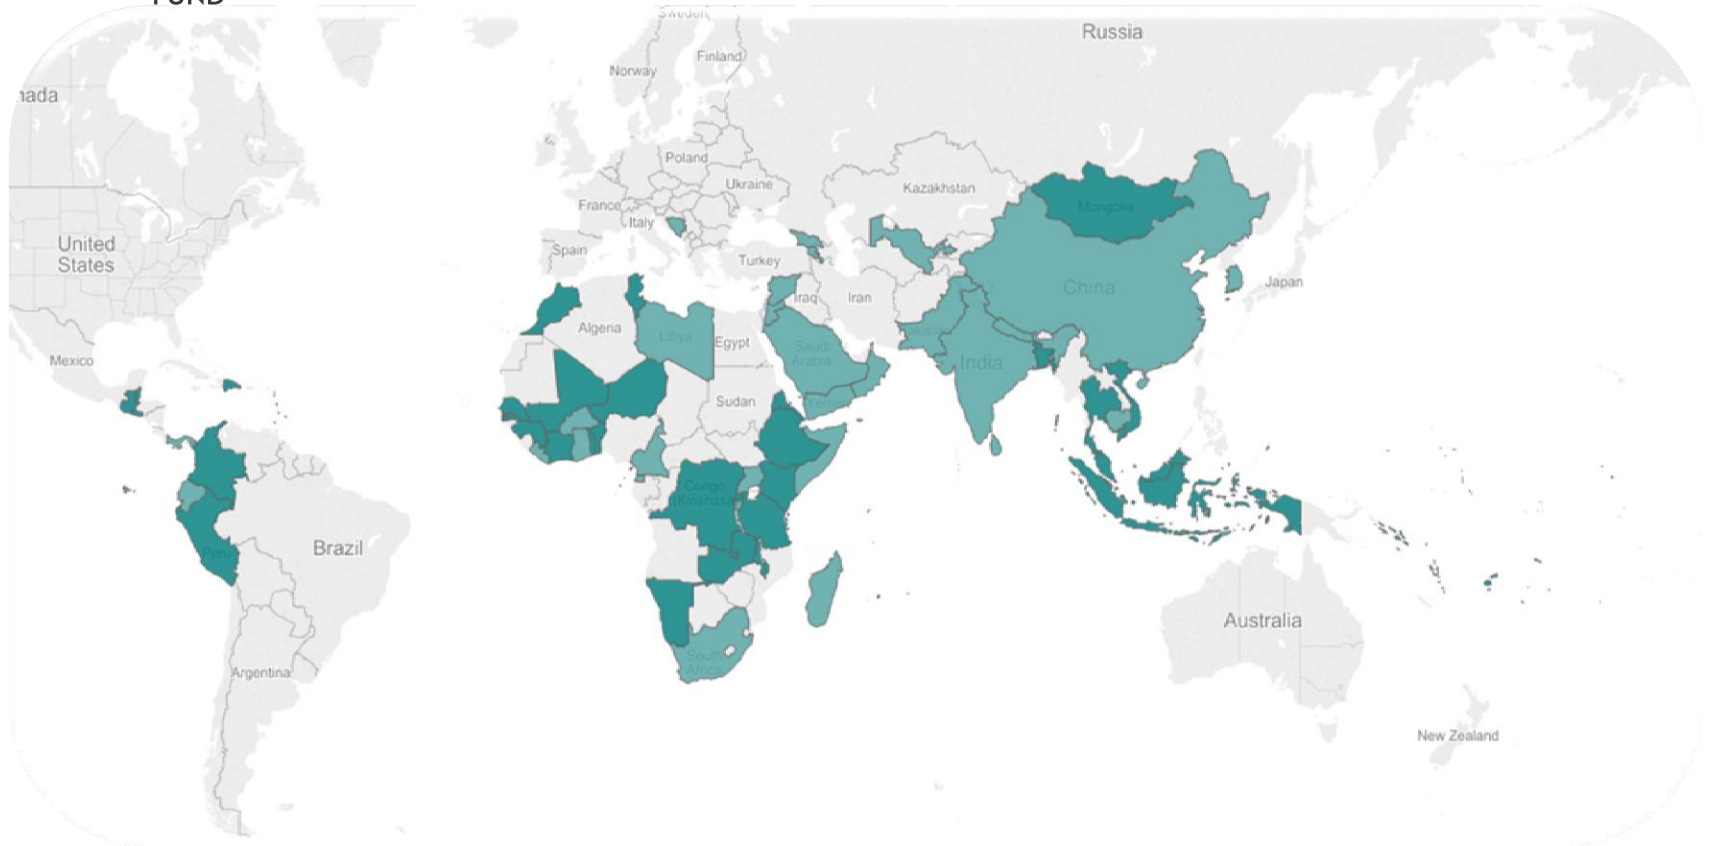 FUND
Sweden
Russia
Finland
Norway
nada
Poland
Ukraine
Kazakhstan
France
Mongolia
Italy
United
States
Spain
Turkey
China
Japan
Iraq
Iran
Algeria
Libya
Egypt
Saudi
Arabia
kistan
India
Mexico
Sudan
Yemen
Congo
(Kinshasa)
Brazil
Peru
Australia
South
Africa
Argentina
New Zealand